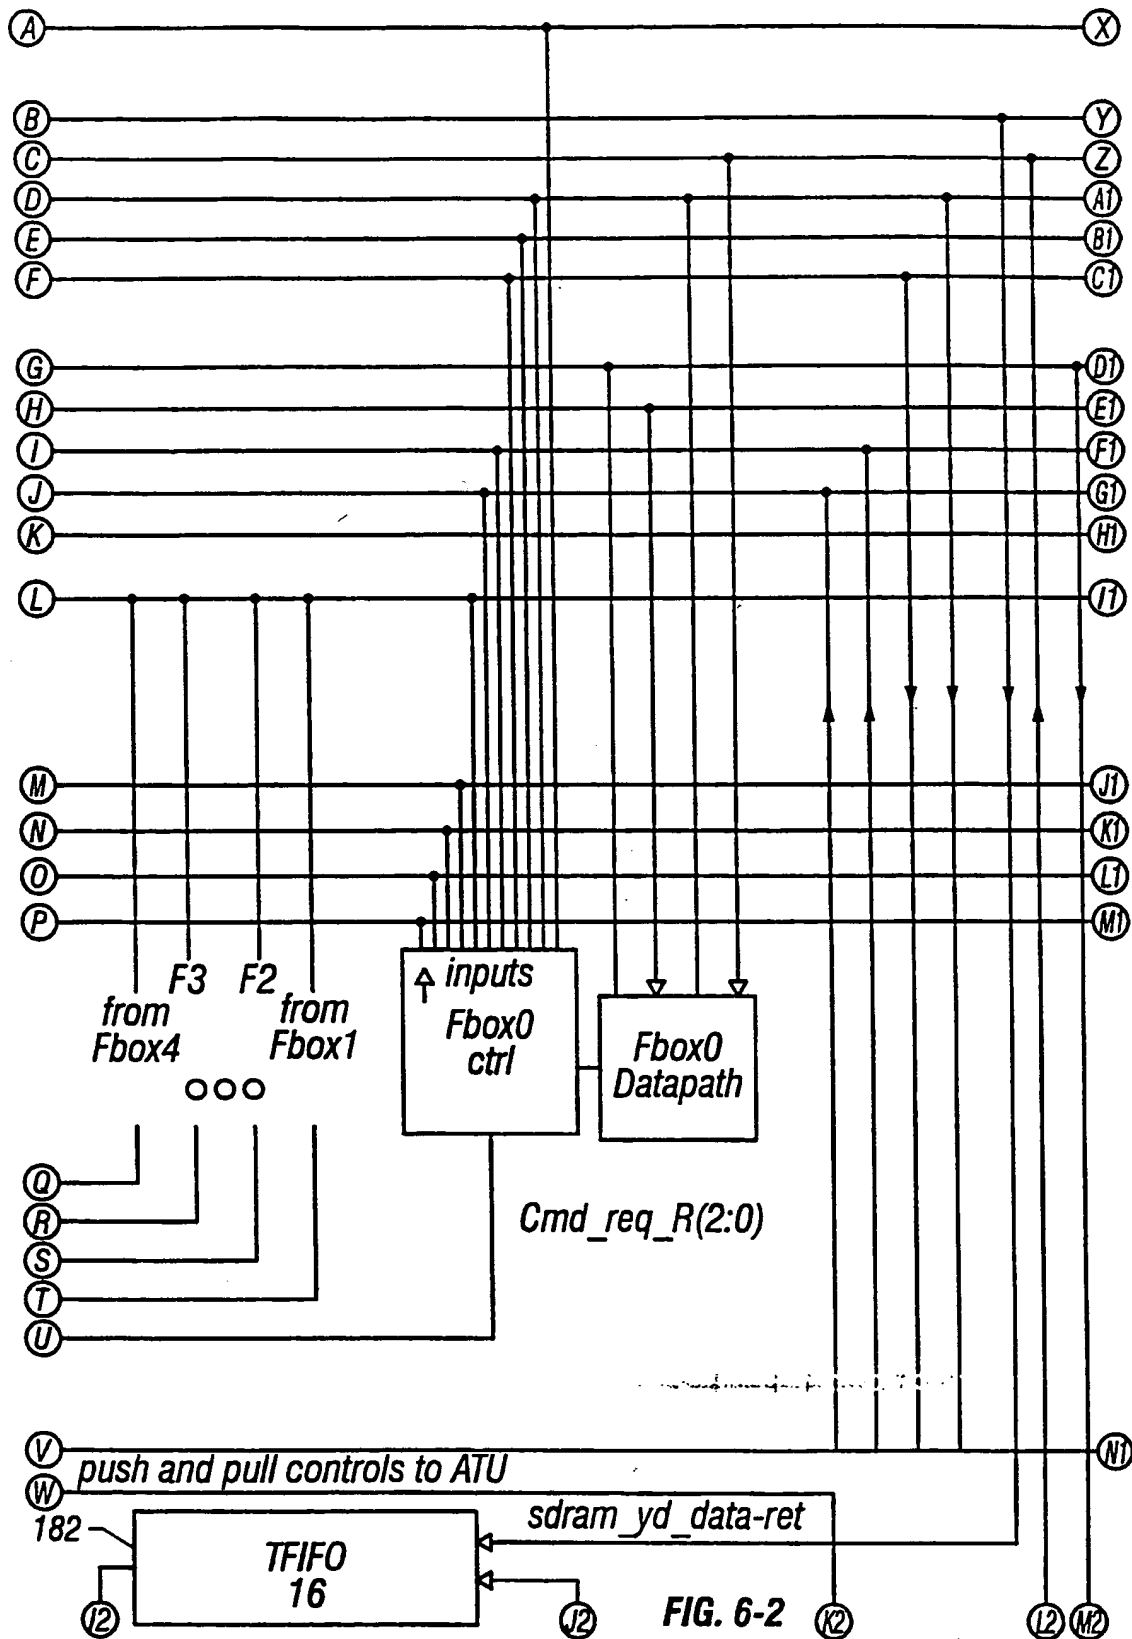 A X
B Y
C Z
D A1
E B1
F C1
G D1
H E1
I F1
J G1
K H1
L I1
M J1
N K1
O L1
P M1
inputs
Fbox0
ctrl
Fbox0
Datapath
F3 F2
from
Fbox4
from
Fbox1
Q
R
S
T
U
Cmd_req_R(2:0)
V N1
push and pull controls to ATU
W
182
TFIFO
16
sdram_yd_data-ret
I2 J2 FIG. 6-2 K2 L2 M2